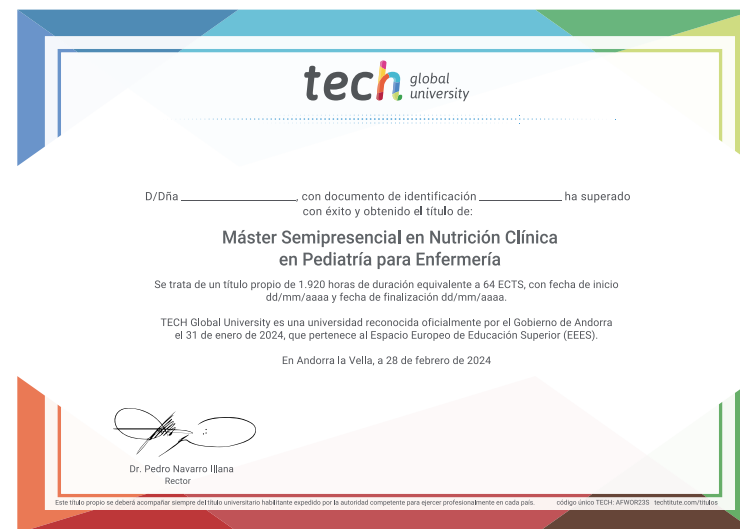 tech global university
D/Dña ______________, con documento de identificación ______________ ha superado
con éxito y obtenido el título de:
Máster Semipresencial en Nutrición Clínica
en Pediatría para Enfermería
Se trata de un título propio de 1.920 horas de duración equivalente a 64 ECTS, con fecha de inicio
dd/mm/aaaa y fecha de finalización dd/mm/aaaa.
TECH Global University es una universidad reconocida oficialmente por el Gobierno de Andorra
el 31 de enero de 2024, que pertenece al Espacio Europeo de Educación Superior (EEES).
En Andorra la Vella, a 28 de febrero de 2024
Dr. Pedro Navarro Illana
Rector
Este título propio se deberá acompañar siempre del título universitario habilitante expedido por la autoridad competente para ejercer profesionalmente en cada país. código único TECH: AFWOR23S techtitute.com/titulos